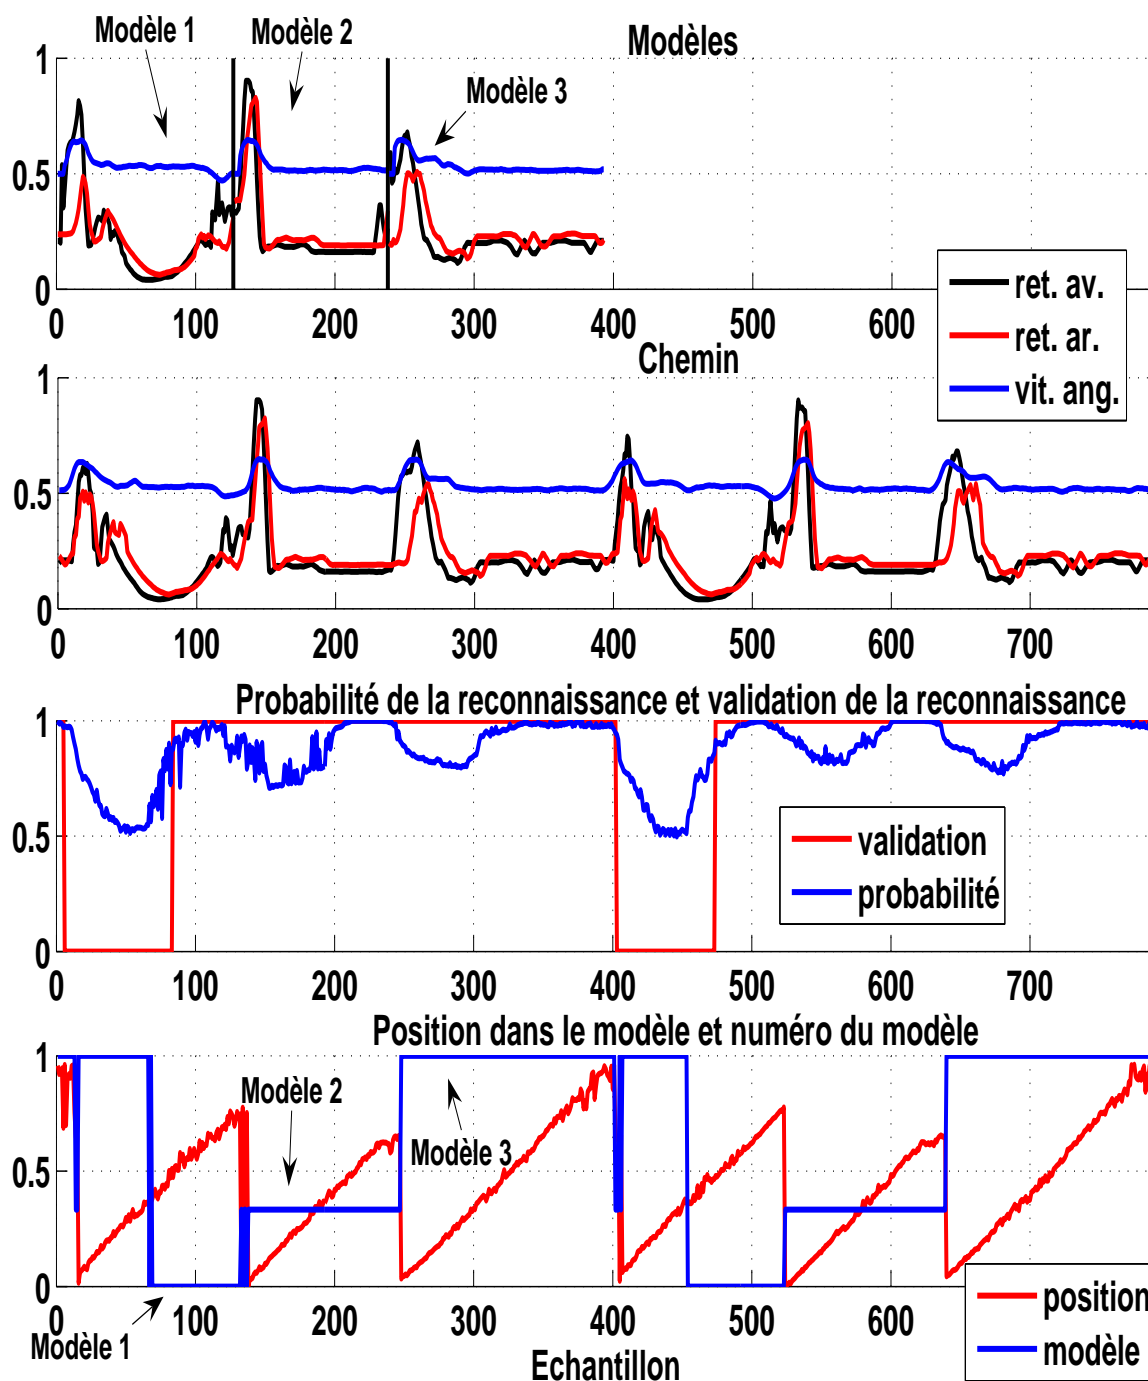 Modèle 1
Modèle 2
Modèles
Modèle 3
1
0.5
0
0 100 200 300 400 500 600
ret. av.
ret. ar.
vit. ang.
Chemin
1
0.5
0
0 100 200 300 400 500 600 700
Probabilité de la reconnaissance et validation de la reconnaissance
1
0.5
0
validation
probabilité
0 100 200 300 400 500 600 700
Position dans le modèle et numéro du modèle
1
0.5
0
Modèle 2
Modèle 3
0 100 200 300 400 500 600
Modèle 1
position
modèle
Echantillon